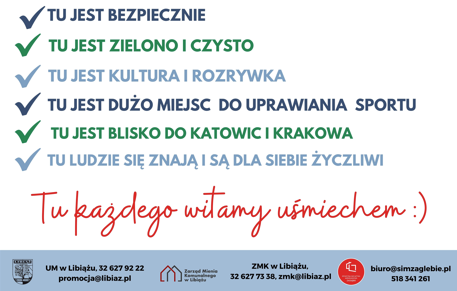 TU JEST BEZPIECZNIE
TU JEST ZIELONO I CZYSTO
TU JEST KULTURA I ROZRYWKA
TU JEST DUŻO MIEJSC DO UPRAWIANIA SPORTU
TU JEST BLISKO DO KATOWIC I KRAKOWA
TU LUDZIE SIĘ ZNAJĄ I SĄ DLA SIEBIE ŻYCZLIWI
Tu każdego witamy uśmiechem :)
UM w Libiążu, 32 627 92 22
promocja@libiaz.pl
Zarząd Mienia
Komunalnego
w Libiążu
ZMK w Libiążu,
32 627 73 38, zmk@libiaz.pl
biuro@simzaglebie.pl
518 341 261